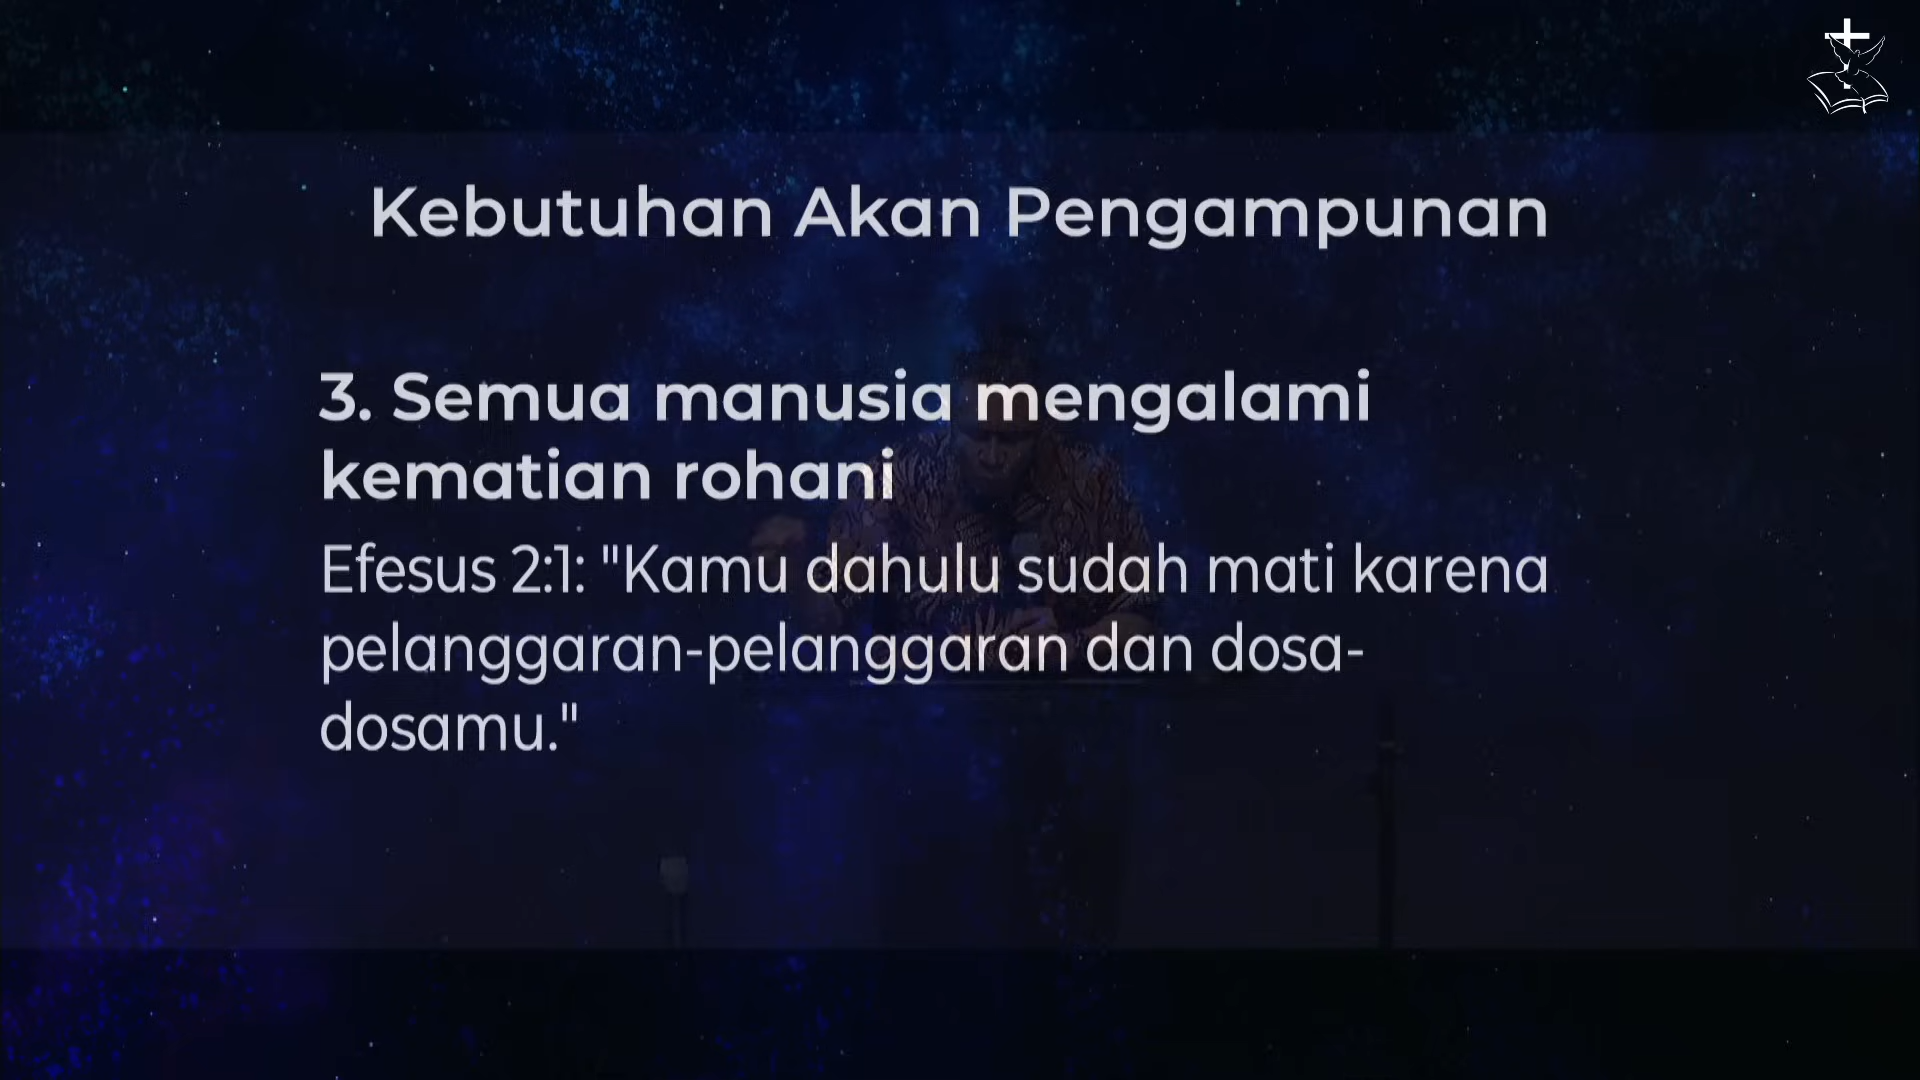 Kebutuhan Akan Pengampunan
3. Semua manusia mengalami
kematian rohani
Efesus 2:1: "Kamu dahulu sudah mati karena
pelanggaran-pelanggaran dan dosa-
dosamu."